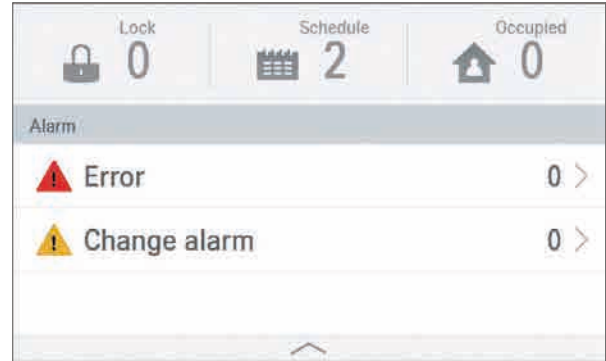 Lock Schedule Occupied
0 2 0
Alarm
Error 0
Change alarm 0